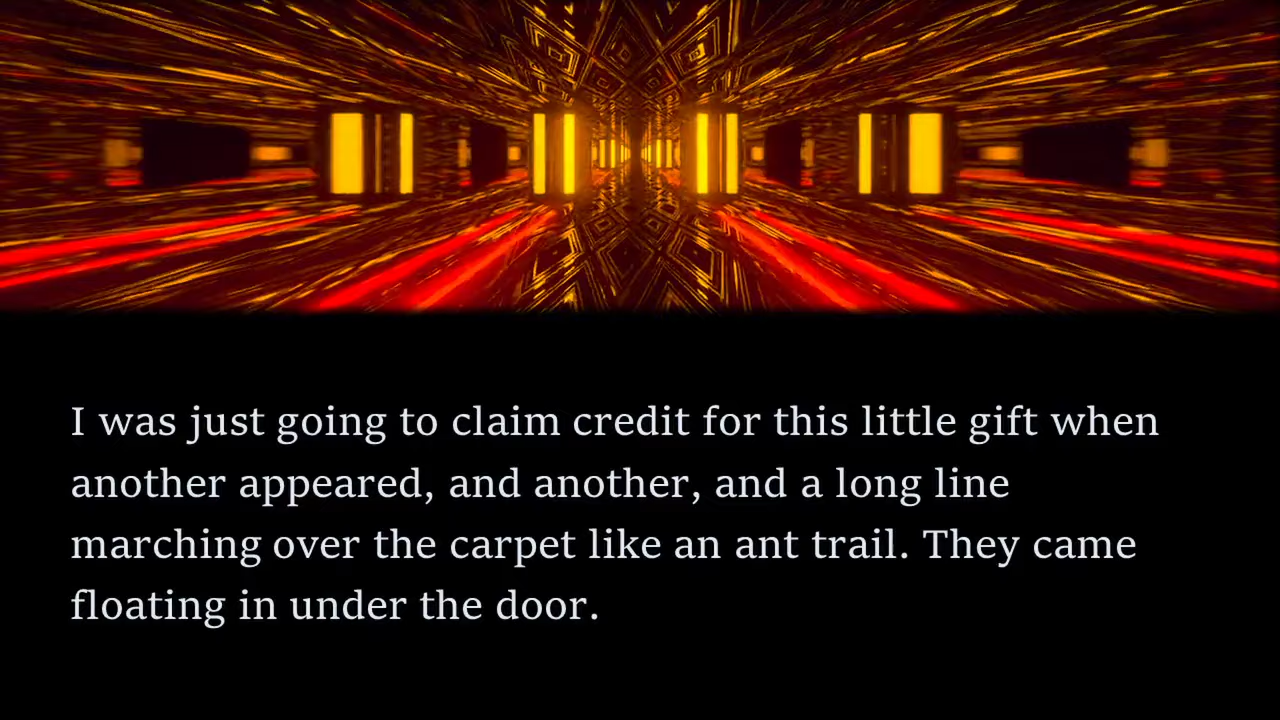 I was just going to claim credit for this little gift when
another appeared, and another, and a long line
marching over the carpet like an ant trail. They came
floating in under the door.